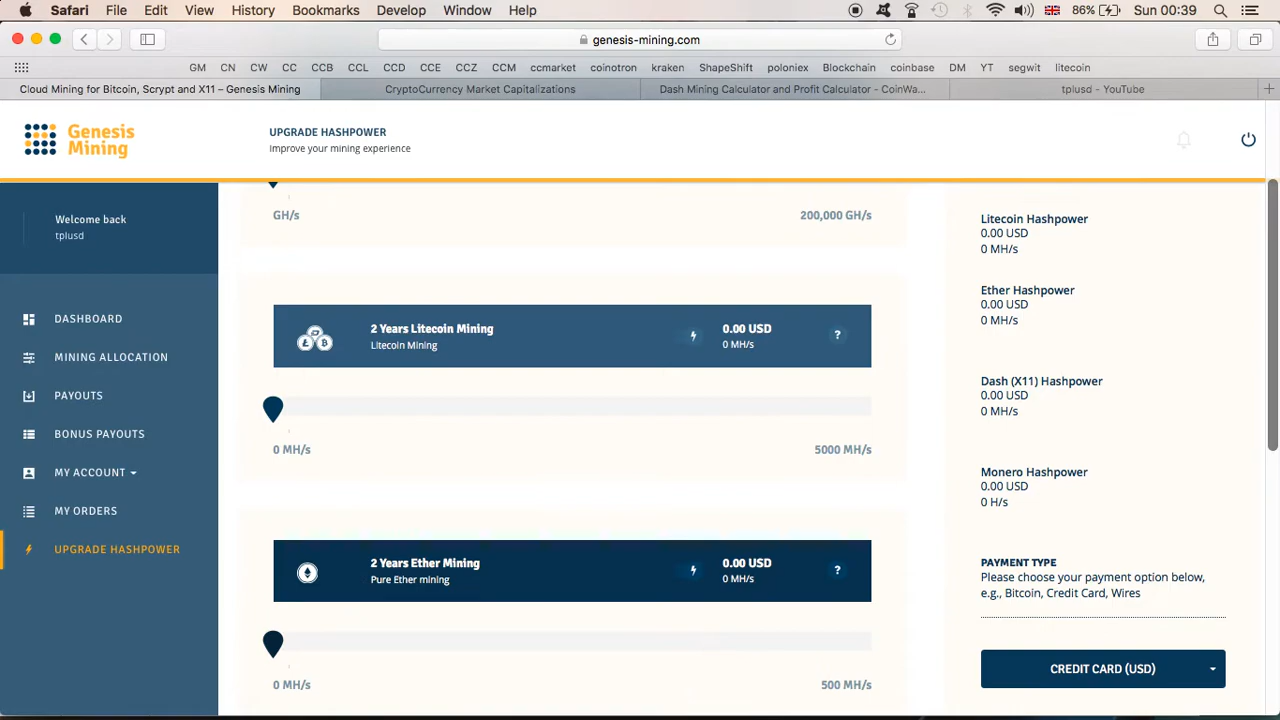 Safari File Edit View History Bookmarks Develop Window Help 86% Sun 00:39
genesis-mining.com
GM CN CW CC CCB CCL CCD CCE CCZ CCM ccmarket coinotron kraken ShapeShift poloniex Blockchain coinbase DM YT segwit litecoin
Cloud Mining for Bitcoin, Scrypt and X11 – Genesis Mining CryptoCurrency Market Capitalizations Dash Mining Calculator and Profit Calculator - CoinWa... tplusd - YouTube
Genesis
Mining
UPGRADE HASHPOWER
Improve your mining experience
Welcome back
tplusd
DASHBOARD
MINING ALLOCATION
PAYOUTS
BONUS PAYOUTS
MY ACCOUNT
MY ORDERS
UPGRADE HASHPOWER
GH/s 200,000 GH/s
2 Years Litecoin Mining 0.00 USD ?
Litecoin Mining 0 MH/s
0 MH/s 5000 MH/s
2 Years Ether Mining 0.00 USD ?
Pure Ether mining 0 MH/s
0 MH/s 500 MH/s
Litecoin Hashpower
0.00 USD
0 MH/s
Ether Hashpower
0.00 USD
0 MH/s
Dash (X11) Hashpower
0.00 USD
0 MH/s
Monero Hashpower
0.00 USD
0 H/s
PAYMENT TYPE
Please choose your payment option below,
e.g., Bitcoin, Credit Card, Wires
CREDIT CARD (USD)